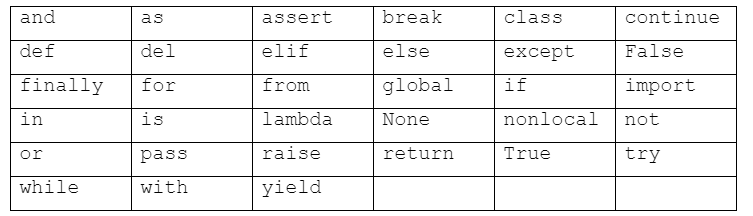 and as assert break class continue
def del elif else except False
finally for from global if import
in is lambda None nonlocal not
or pass raise return True try
while with yield